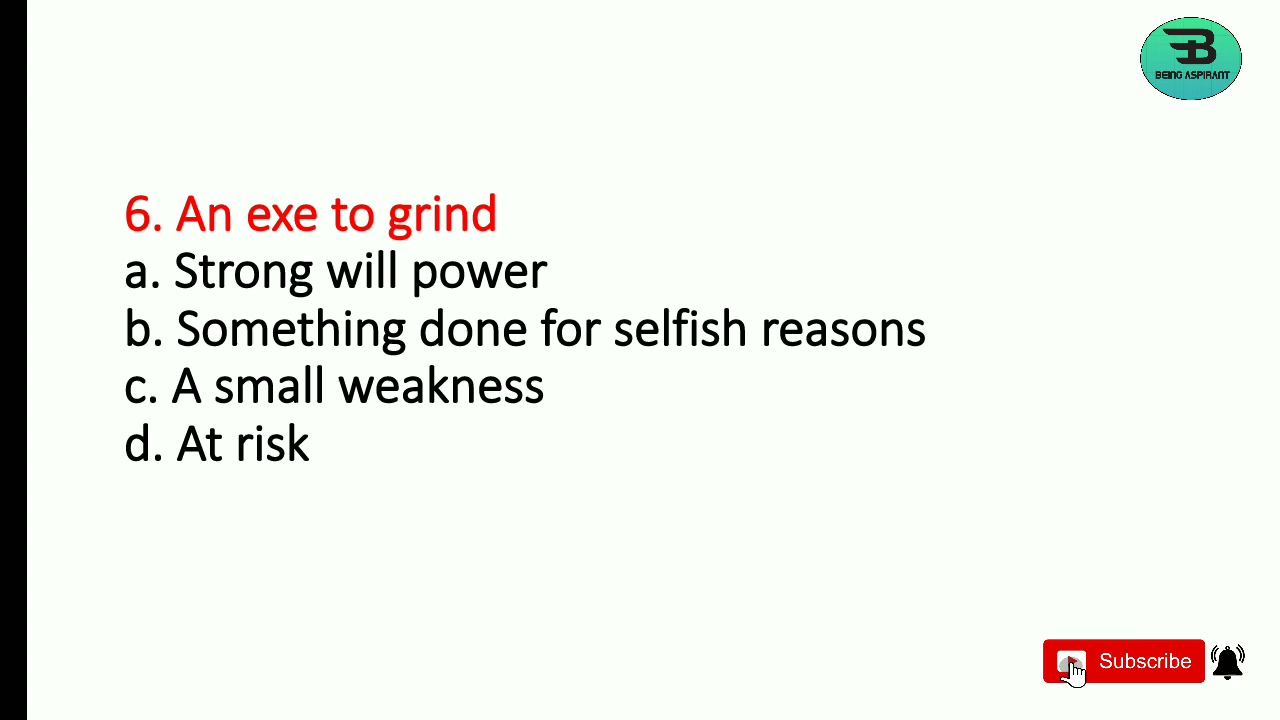 BEING ASPIRANT
6. An exe to grind
a. Strong will power
b. Something done for selfish reasons
c. A small weakness
d. At risk
Subscribe